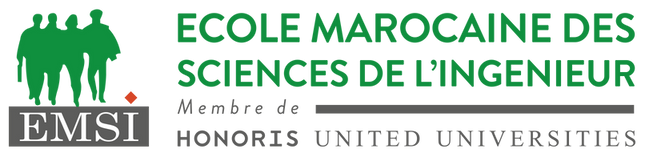 ECOLE MAROCAINE DES
SCIENCES DE L'INGENIEUR
Membre de
HONORIS UNITED UNIVERSITIES
EMSI